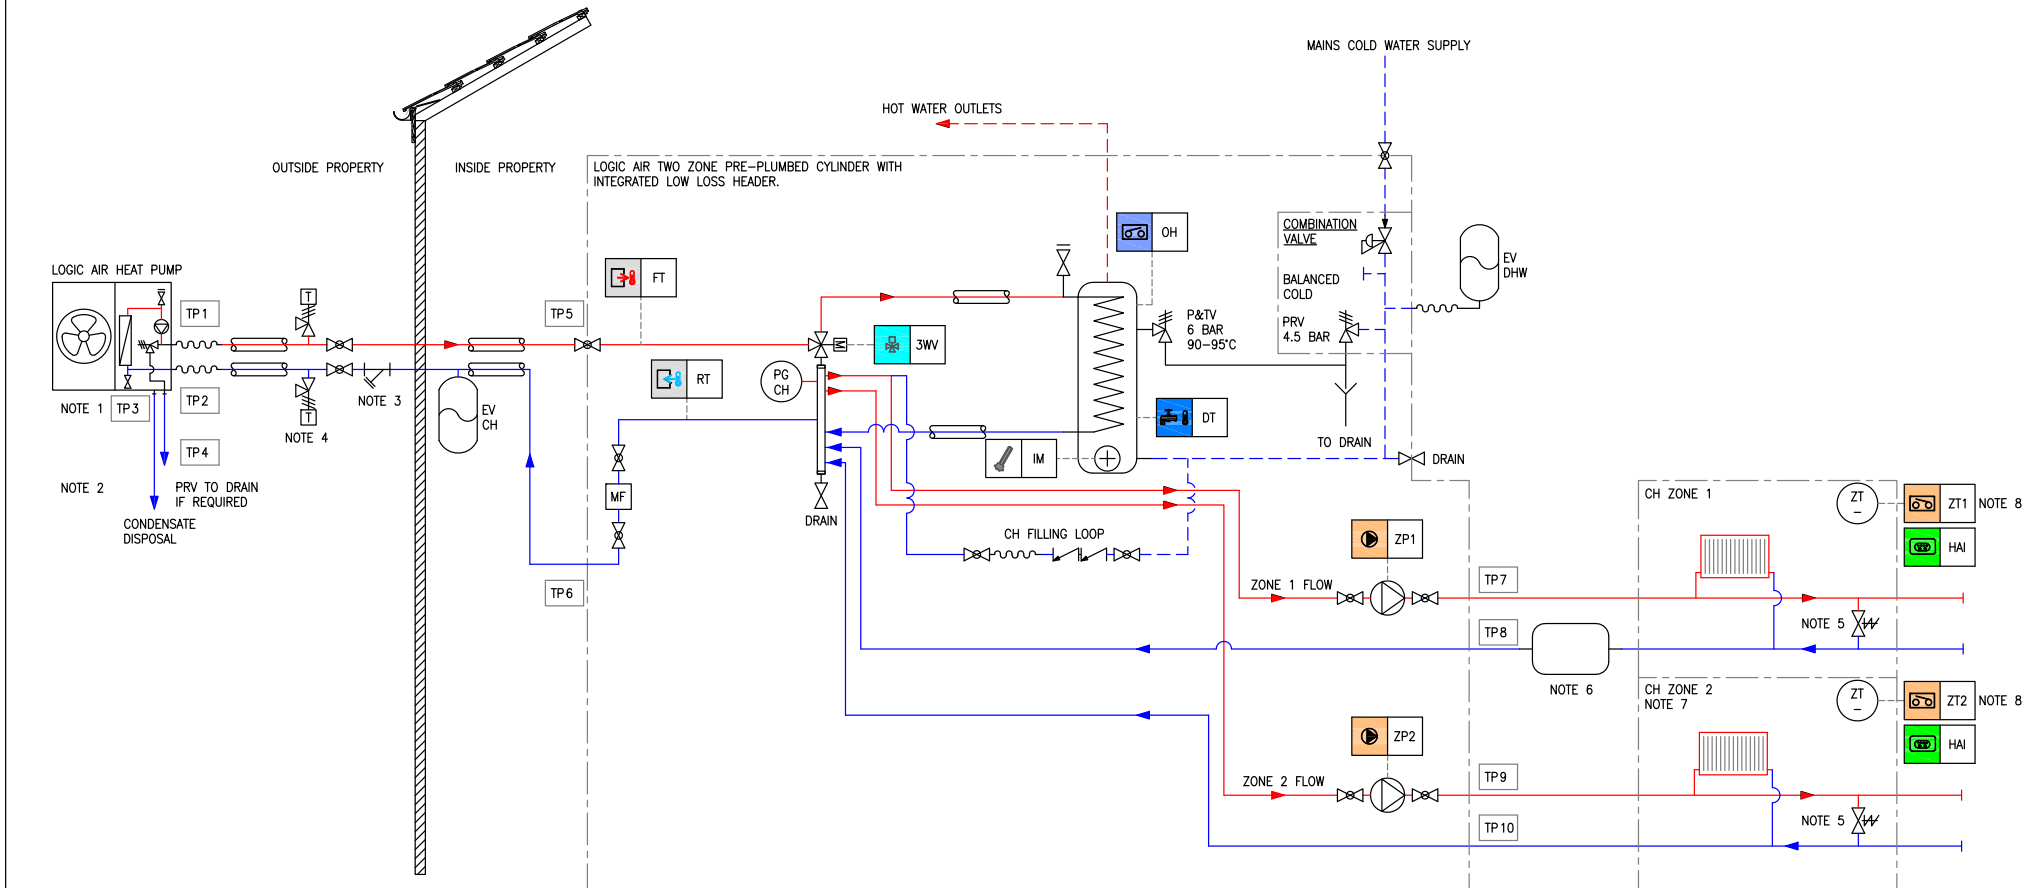 MAINS COLD WATER SUPPLY
HOT WATER OUTLETS
OUTSIDE PROPERTY
INSIDE PROPERTY
LOGIC AIR TWO ZONE PRE-PLUMBED CYLINDER WITH
INTEGRATED LOW LOSS HEADER.
OH
COMBINATION
VALVE
BALANCED
COLD
PRV
4.5 BAR
EV
DHW
LOGIC AIR HEAT PUMP
FT
TP1
T
TP5
P&TV
6 BAR
90-95°C
M
3WV
RT
PG
CH
NOTE 1
TP3
TP2
T
NOTE 3
NOTE 4
EV
CH
DT
TO DRAIN
TP4
IM
DRAIN
NOTE 2
PRV TO DRAIN
IF REQUIRED
CONDENSATE
DISPOSAL
MF
DRAIN
CH FILLING LOOP
CH ZONE 1
ZT
-
ZT1
NOTE 8
HAI
ZP1
ZONE 1 FLOW
TP6
TP7
TP8
NOTE 5
NOTE 6
CH ZONE 2
NOTE 7
ZT
-
ZT2
NOTE 8
HAI
ZP2
ZONE 2 FLOW
TP9
TP10
NOTE 5